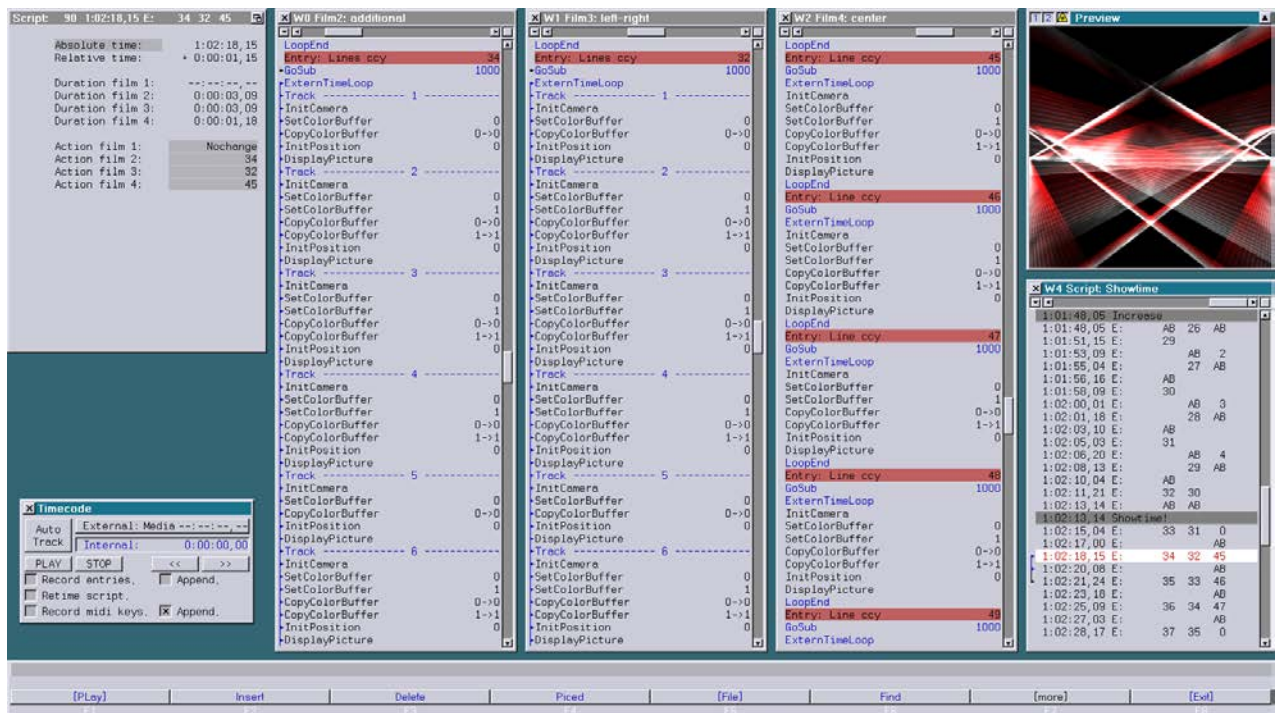 Script: 90 1:02:18,15 E: 34 32 45
Absolute time: 1:02:18,15
Relative time: + 0:00:01,15
Duration film 1: --:--:--,--
Duration film 2: 0:00:03,09
Duration film 3: 0:00:03,09
Duration film 4: 0:00:01,18
Action film 1: Nochange
Action film 2: 34
Action film 3: 32
Action film 4: 45
Timecode
Auto Track
External: Media --:--:--,--
Internal: 0:00:00,00
PLAY STOP << >>
Record entries. Append.
Retime script.
Record midi keys. Append.
W0 Film2: additional
LoopEnd
Entry: Lines ccy 34
GoSub 1000
ExternTimeLoop
Track ------------ 1 -----------
InitCamera
SetColorBuffer 0
CopyColorBuffer 0->0
InitPosition 0
DisplayPicture
Track ------------ 2 -----------
InitCamera
SetColorBuffer 0
SetColorBuffer 1
CopyColorBuffer 0->0
CopyColorBuffer 1->1
InitPosition 0
DisplayPicture
Track ------------ 3 -----------
InitCamera
SetColorBuffer 0
SetColorBuffer 1
CopyColorBuffer 0->0
CopyColorBuffer 1->1
InitPosition 0
DisplayPicture
Track ------------ 4 -----------
InitCamera
SetColorBuffer 0
SetColorBuffer 1
CopyColorBuffer 0->0
CopyColorBuffer 1->1
InitPosition 0
DisplayPicture
Track ------------ 5 -----------
InitCamera
SetColorBuffer 0
CopyColorBuffer 0->0
InitPosition 0
DisplayPicture
Track ------------ 6 -----------
InitCamera
SetColorBuffer 0
SetColorBuffer 1
CopyColorBuffer 0->0
CopyColorBuffer 1->1
InitPosition 0
DisplayPicture
W1 Film3: left-right
LoopEnd
Entry: Lines ccy 32
GoSub 1000
ExternTimeLoop
Track ------------ 1 -----------
InitCamera
SetColorBuffer 0
CopyColorBuffer 0->0
InitPosition 0
DisplayPicture
Track ------------ 2 -----------
InitCamera
SetColorBuffer 0
SetColorBuffer 1
CopyColorBuffer 0->0
CopyColorBuffer 1->1
InitPosition 0
DisplayPicture
Track ------------ 3 -----------
InitCamera
SetColorBuffer 0
SetColorBuffer 1
CopyColorBuffer 0->0
CopyColorBuffer 1->1
InitPosition 0
DisplayPicture
Track ------------ 4 -----------
InitCamera
SetColorBuffer 0
SetColorBuffer 1
CopyColorBuffer 0->0
CopyColorBuffer 1->1
InitPosition 0
DisplayPicture
Track ------------ 5 -----------
InitCamera
SetColorBuffer 0
CopyColorBuffer 0->0
InitPosition 0
DisplayPicture
Track ------------ 6 -----------
InitCamera
SetColorBuffer 0
SetColorBuffer 1
CopyColorBuffer 0->0
CopyColorBuffer 1->1
InitPosition 0
DisplayPicture
W2 Film4: center
LoopEnd
Entry: Line ccy 45
GoSub 1000
ExternTimeLoop
InitCamera
SetColorBuffer 0
SetColorBuffer 1
CopyColorBuffer 0->0
CopyColorBuffer 1->1
InitPosition 0
DisplayPicture
LoopEnd
Entry: Line ccy 46
GoSub 1000
ExternTimeLoop
InitCamera
SetColorBuffer 0
SetColorBuffer 1
CopyColorBuffer 0->0
CopyColorBuffer 1->1
InitPosition 0
DisplayPicture
LoopEnd
Entry: Line ccy 47
GoSub 1000
ExternTimeLoop
InitCamera
SetColorBuffer 0
SetColorBuffer 1
CopyColorBuffer 0->0
CopyColorBuffer 1->1
InitPosition 0
DisplayPicture
LoopEnd
Entry: Line ccy 48
GoSub 1000
ExternTimeLoop
InitCamera
SetColorBuffer 0
SetColorBuffer 1
CopyColorBuffer 0->0
CopyColorBuffer 1->1
InitPosition 0
DisplayPicture
LoopEnd
Entry: Line ccy 49
GoSub 1000
ExternTimeLoop
1 2 Preview
W4 Script: Showtime
1:01:48,05 Increase
1:01:48,05 E: AB 26 AB
1:01:51,15 E: 29
1:01:53,09 E: AB 2
1:01:55,04 E: 27 AB
1:01:56,16 E: AB
1:01:58,09 E: 30
1:02:00,01 E: AB 3
1:02:01,18 E: 28 AB
1:02:03,10 E: AB
1:02:05,03 E: 31
1:02:06,20 E: AB 4
1:02:08,13 E: 29 AB
1:02:10,04 E: AB
1:02:11,21 E: 32 30
1:02:13,14 E: AB AB
1:02:13,14 Showtime!
1:02:15,04 E: 33 31 0
1:02:17,00 E: AB
1:02:18,15 E: 34 32 45
1:02:20,08 E: AB
1:02:21,24 E: 35 33 46
1:02:23,18 E: AB
1:02:25,09 E: 36 34 47
1:02:27,03 E: AB
1:02:28,17 E: 37 35 0
[PLay] Insert Delete Piced [File] Find [more] [Exit]
F1 F2 F3 F4 F5 F6 F7 F8